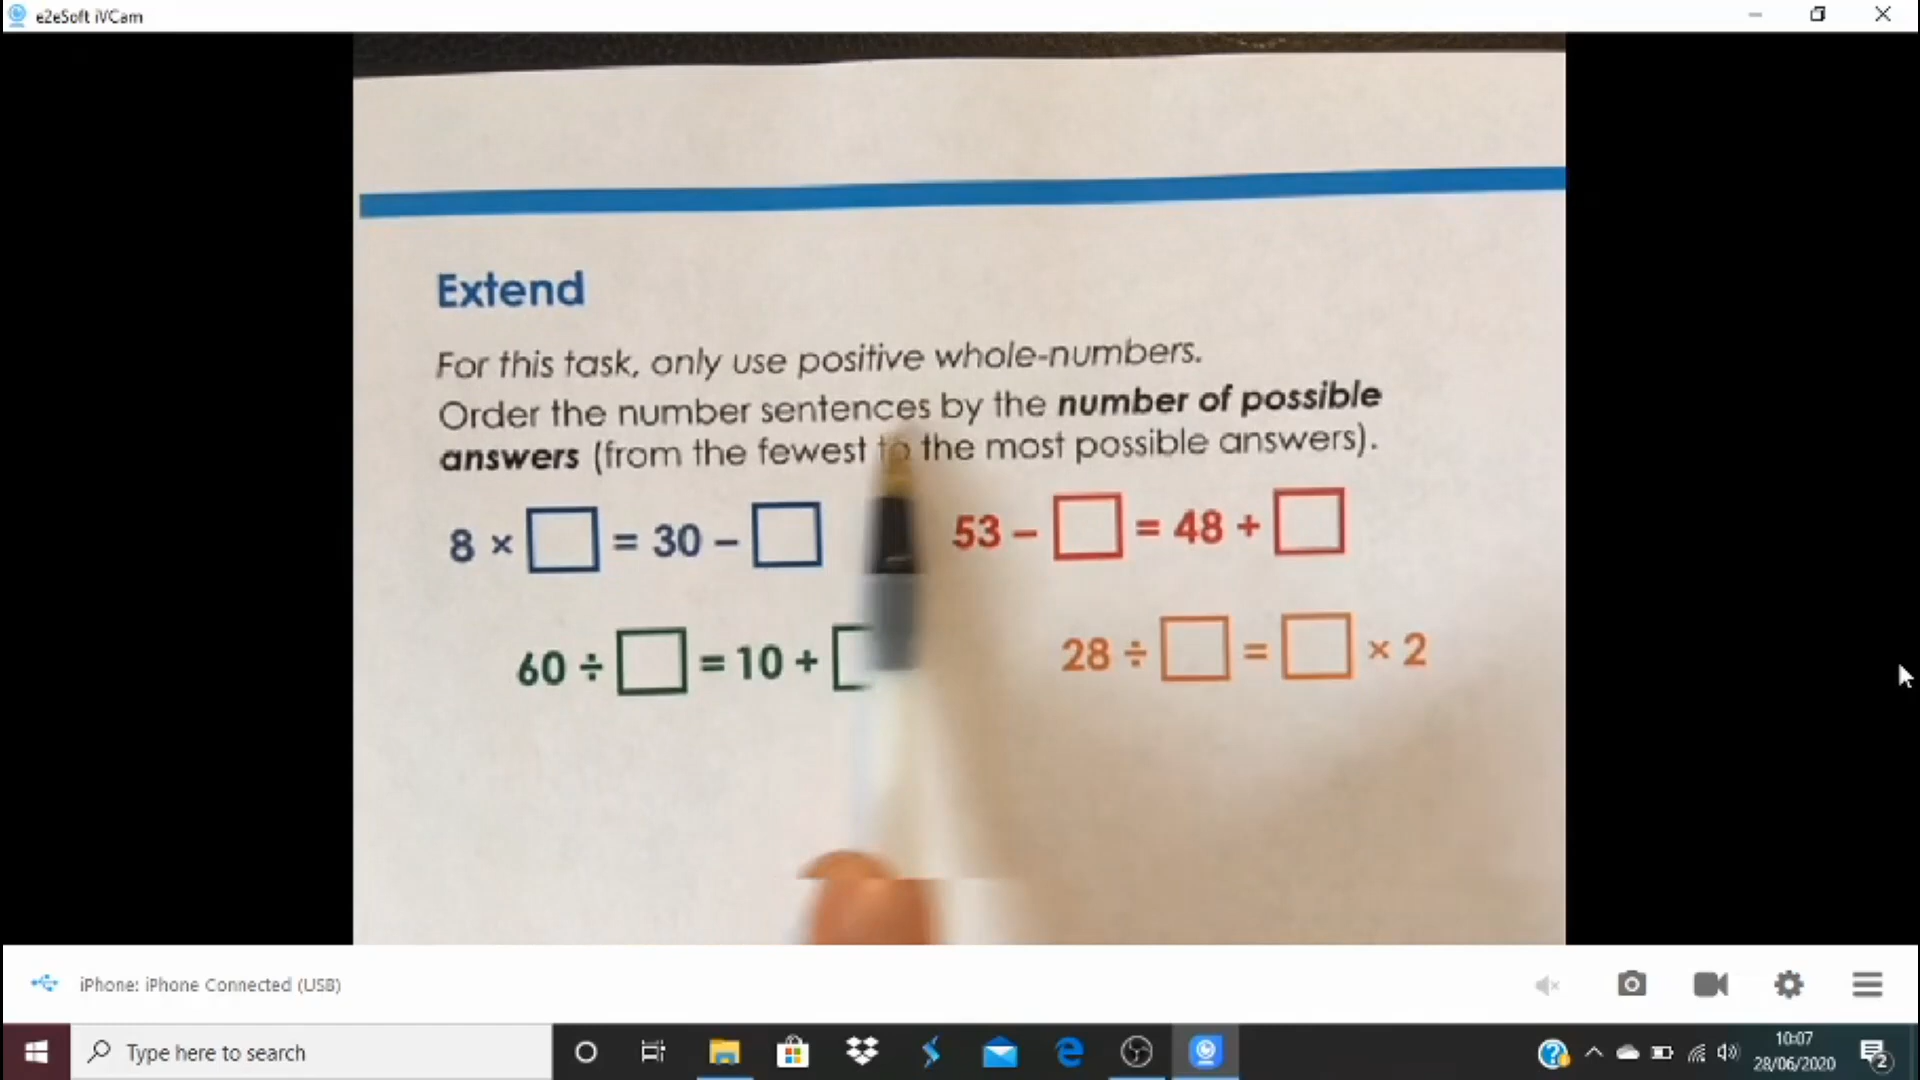 e2eSoft iVCam
Extend
For this task, only use positive whole-numbers.
Order the number sentences by the number of possible
answers (from the fewest to the most possible answers).
8 × □ = 30 – □
53 – □ = 48 + □
60 ÷ □ = 10 + □
28 ÷ □ = □ × 2
iPhone: iPhone Connected (USB)
Type here to search
10:07
28/06/2020
2